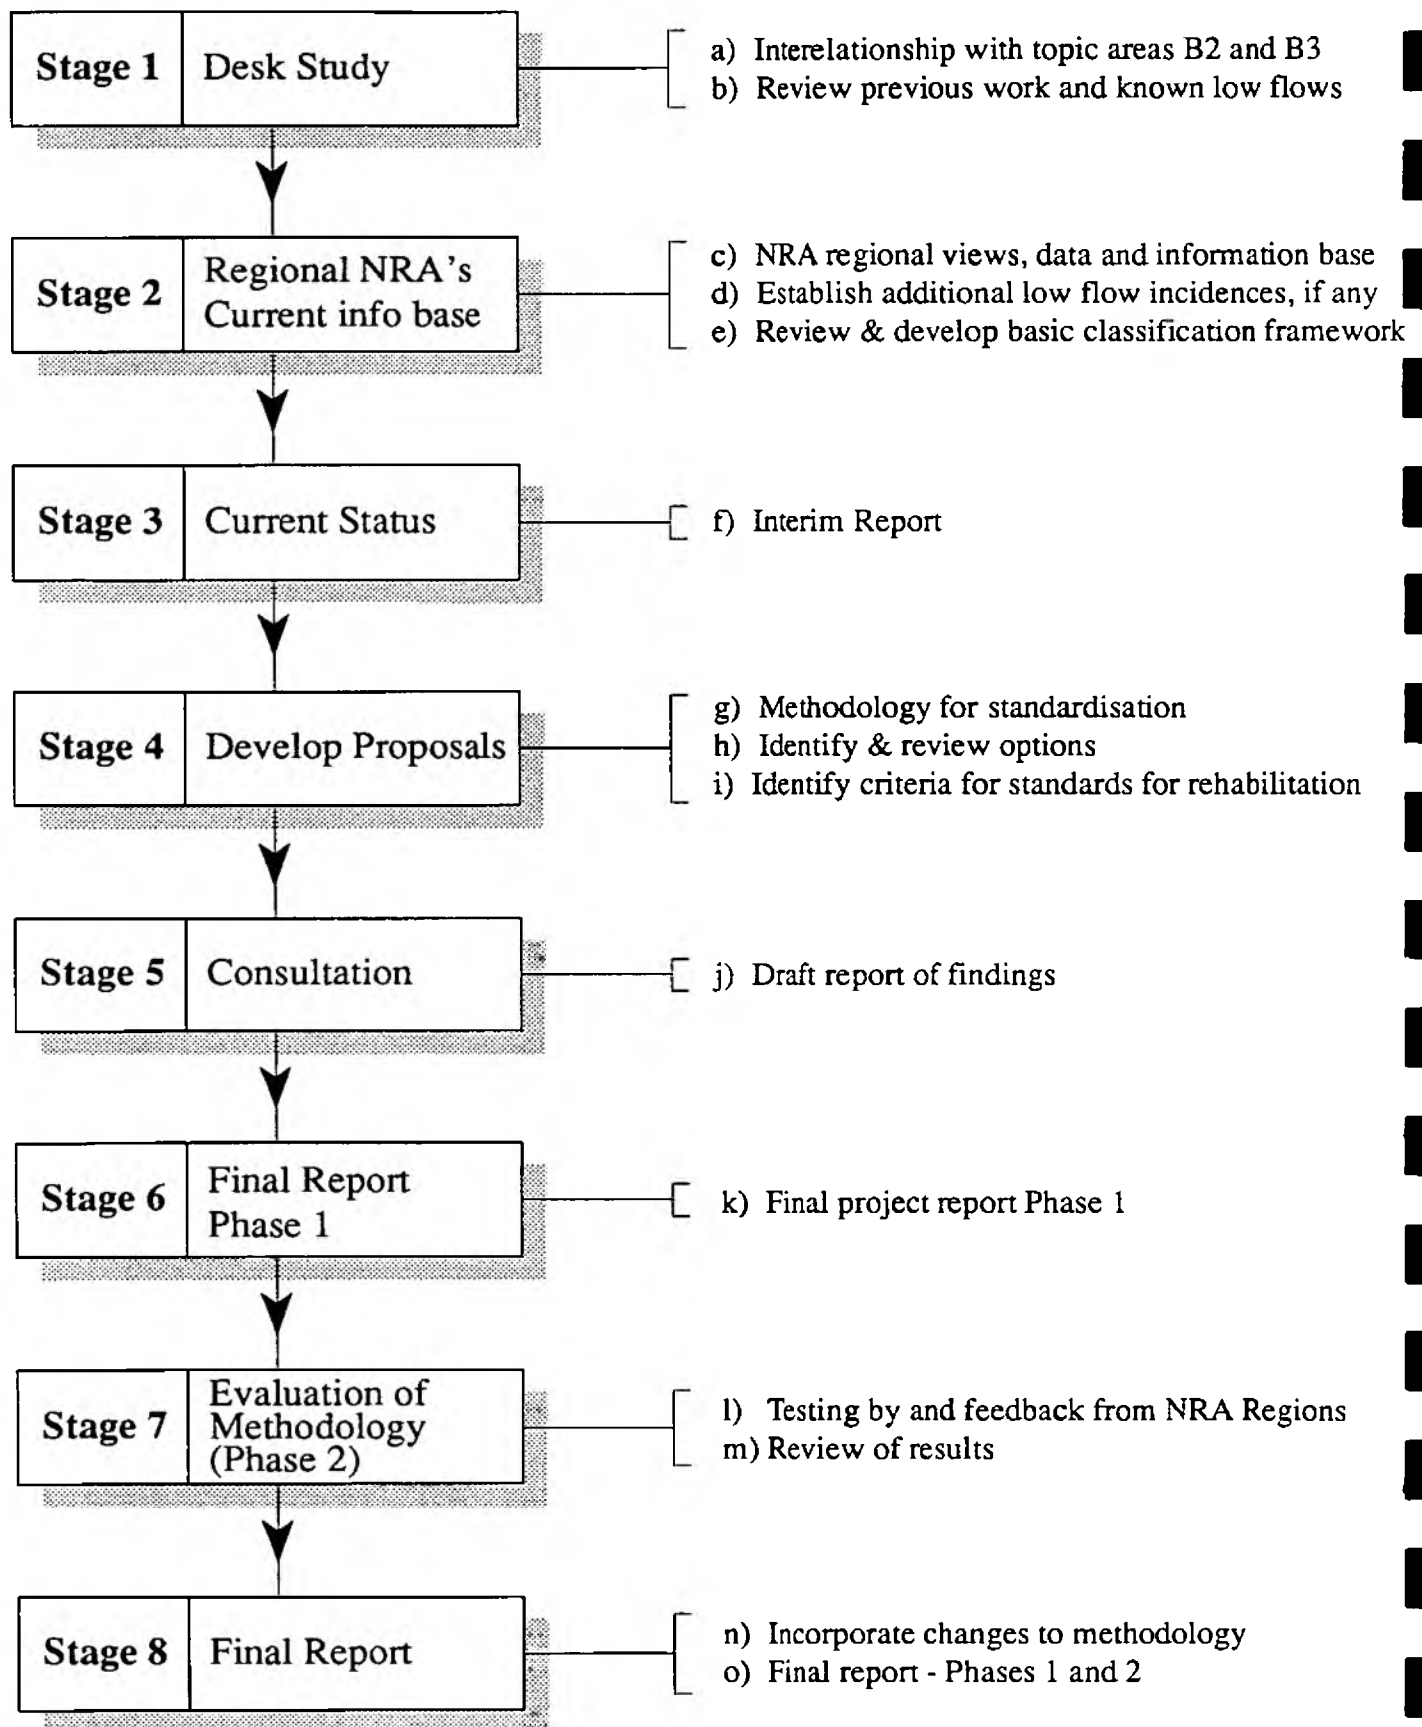 Stage 1 Desk Study
a) Interelationship with topic areas B2 and B3
b) Review previous work and known low flows
Stage 2
Regional NRA's
Current info base
c) NRA regional views, data and information base
d) Establish additional low flow incidences, if any
e) Review & develop basic classification framework
Stage 3 Current Status
f) Interim Report
Stage 4 Develop Proposals
g) Methodology for standardisation
h) Identify & review options
i) Identify criteria for standards for rehabilitation
Stage 5 Consultation
j) Draft report of findings
Stage 6
Final Report
Phase 1
k) Final project report Phase 1
Stage 7
Evaluation of
Methodology
(Phase 2)
l) Testing by and feedback from NRA Regions
m) Review of results
Stage 8 Final Report
n) Incorporate changes to methodology
o) Final report - Phases 1 and 2